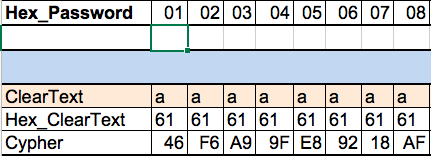 Hex_Password 01 02 03 04 05 06 07 08
ClearText a a a a a a a a
Hex_ClearText 61 61 61 61 61 61 61 61
Cypher 46 F6 A9 9F E8 92 18 AF